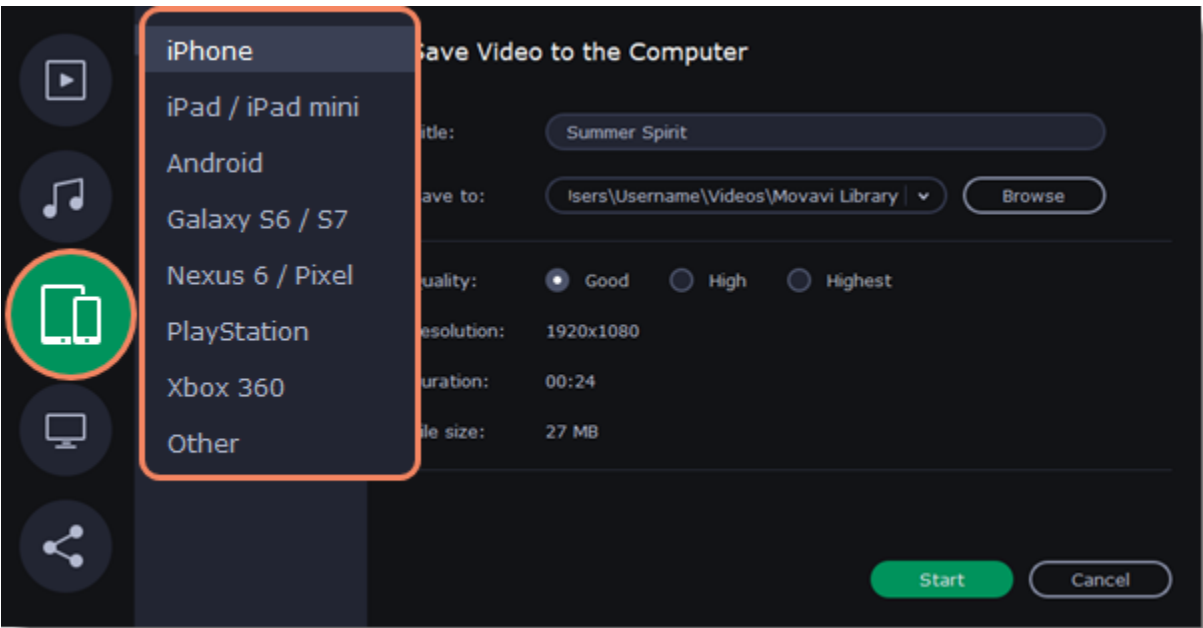 iPhone
iPad / iPad mini
Android
Galaxy S6 / S7
Nexus 6 / Pixel
PlayStation
Xbox 360
Other
Save Video to the Computer
itle: Summer Spirit
ave to: sers\Username\Videos\Movavi Library Browse
uality: Good High Highest
esolution: 1920x1080
uration: 00:24
ile size: 27 MB
Start Cancel